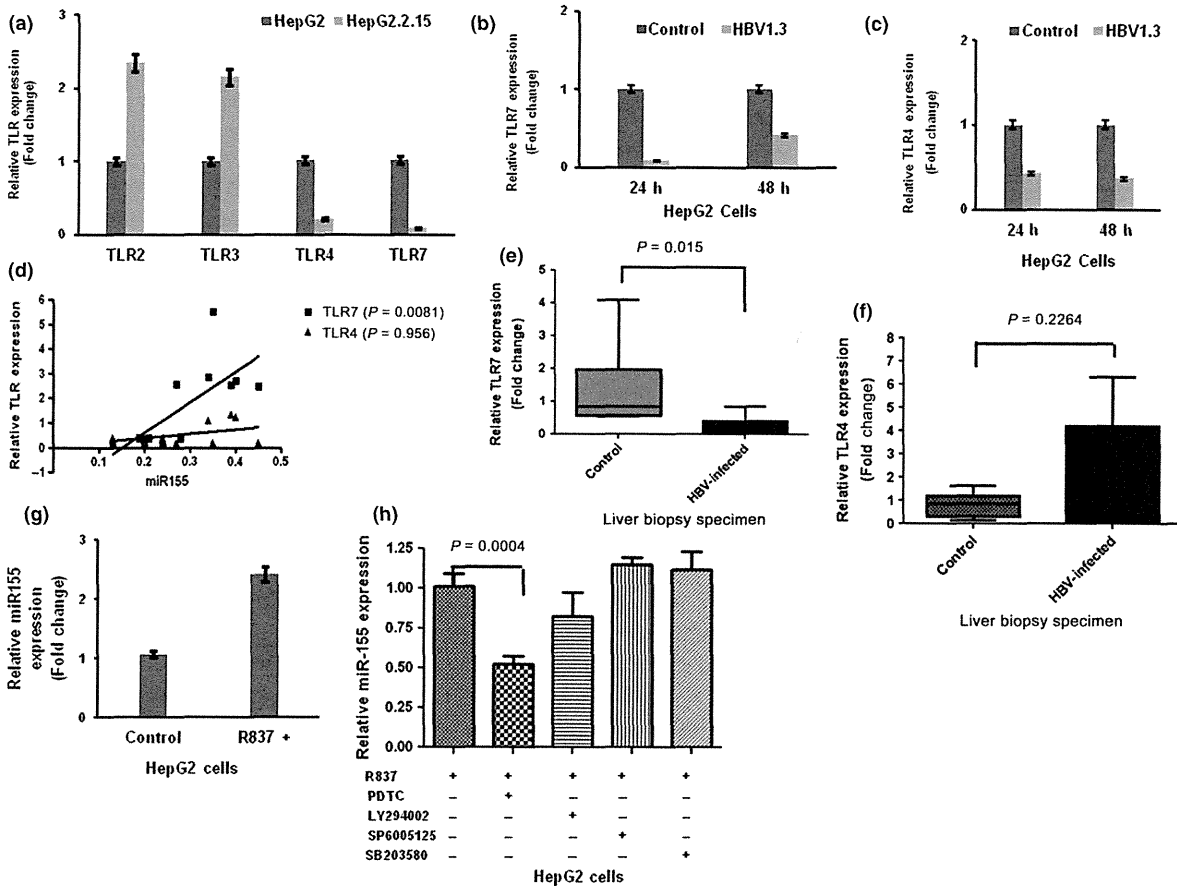 (a)
HepG2 HepG2.2.15
Relative TLR expression
(Fold change)
3
2
1
0
TLR2 TLR3 TLR4 TLR7
(b)
Control HBV1.3
Relative TLR7 expression
(Fold change)
2
1
0
24 h 48 h
HepG2 Cells
(c)
Control HBV1.3
Relative TLR4 expression
(Fold change)
2
1
0
24 h 48 h
HepG2 Cells
(d)
Relative TLR expression
6
5
4
3
2
1
0
−1
0.1 0.2 0.3 0.4 0.5
miR155
TLR7 (P = 0.0081)
TLR4 (P = 0.956)
(e)
P = 0.015
Relative TLR7 expression
(Fold change)
5
4
3
2
1
0
Control
HBV-infected
Liver biopsy specimen
(f)
P = 0.2264
Relative TLR4 expression
(Fold change)
8
7
6
5
4
3
2
1
0
Control
HBV-infected
Liver biopsy specimen
(g)
Relative miR155
expression
(Fold change)
3
2
1
0
Control R837 +
HepG2 cells
(h)
P = 0.0004
Relative miR-155 expression
1.25
1.00
0.75
0.50
0.25
0.00
R837 + + + + +
PDTC – + – – –
LY294002 – – + – –
SP6005125 – – – + –
SB203580 – – – – +
HepG2 cells